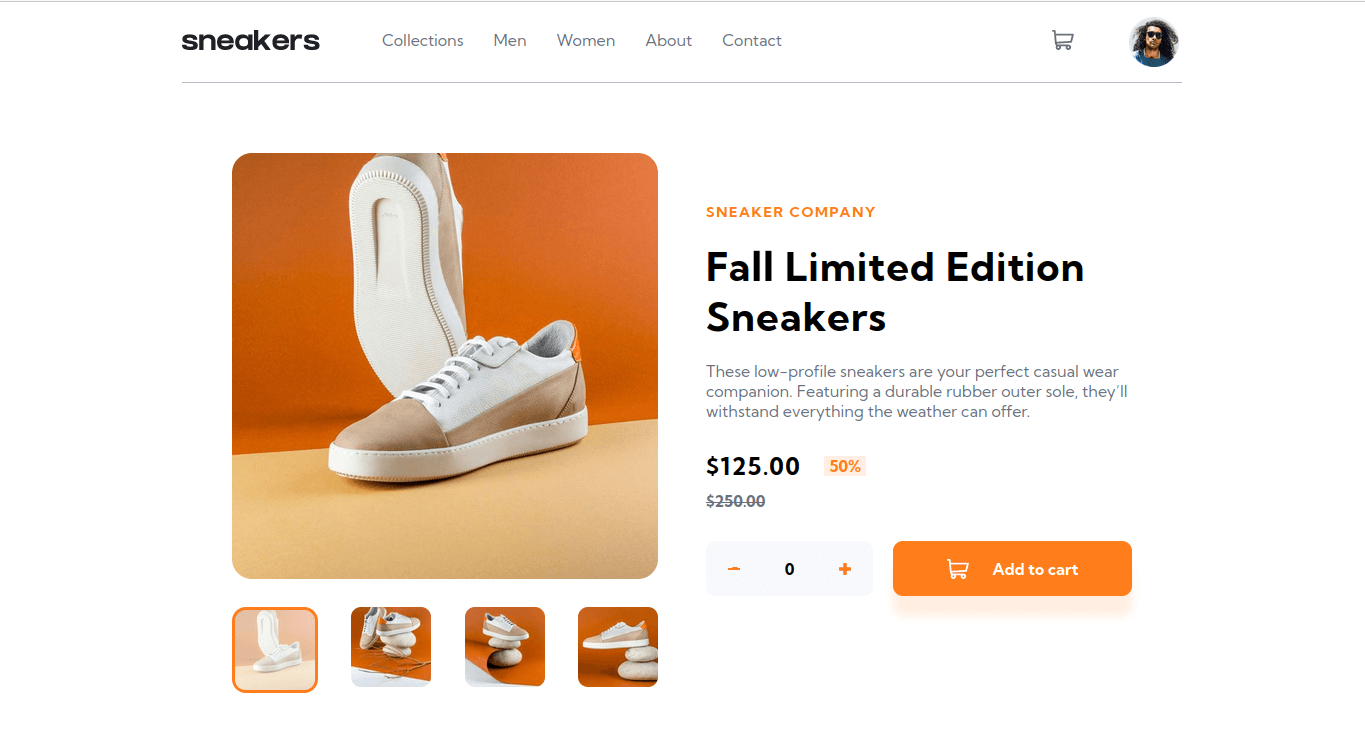 sneakers
Collections Men Women About Contact
SNEAKER COMPANY
Fall Limited Edition
Sneakers
These low-profile sneakers are your perfect casual wear
companion. Featuring a durable rubber outer sole, they’ll
withstand everything the weather can offer.
$125.00 50%
$250.00
0
Add to cart